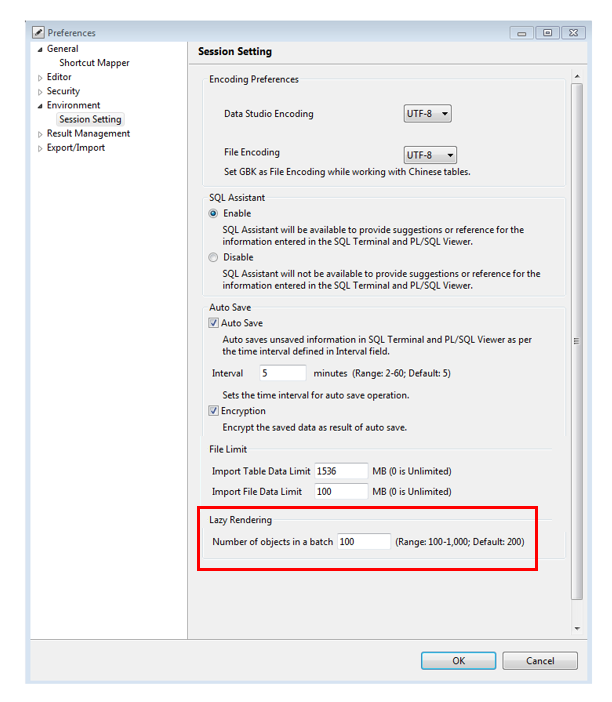 Preferences
General
Shortcut Mapper
Editor
Security
Environment
Session Setting
Result Management
Export/Import
Session Setting
Encoding Preferences
Data Studio Encoding UTF-8
File Encoding UTF-8
Set GBK as File Encoding while working with Chinese tables.
SQL Assistant
Enable
SQL Assistant will be available to provide suggestions or reference for the
information entered in the SQL Terminal and PL/SQL Viewer.
Disable
SQL Assistant will not be available to provide suggestions or reference for the
information entered in the SQL Terminal and PL/SQL Viewer.
Auto Save
Auto Save
Auto saves unsaved information in SQL Terminal and PL/SQL Viewer as per
the time interval defined in Interval field.
Interval 5 minutes (Range: 2-60; Default: 5)
Sets the time interval for auto save operation.
Encryption
Encrypt the saved data as result of auto save.
File Limit
Import Table Data Limit 1536 MB (0 is Unlimited)
Import File Data Limit 100 MB (0 is Unlimited)
Lazy Rendering
Number of objects in a batch 100 (Range: 100-1,000; Default: 200)
OK Cancel